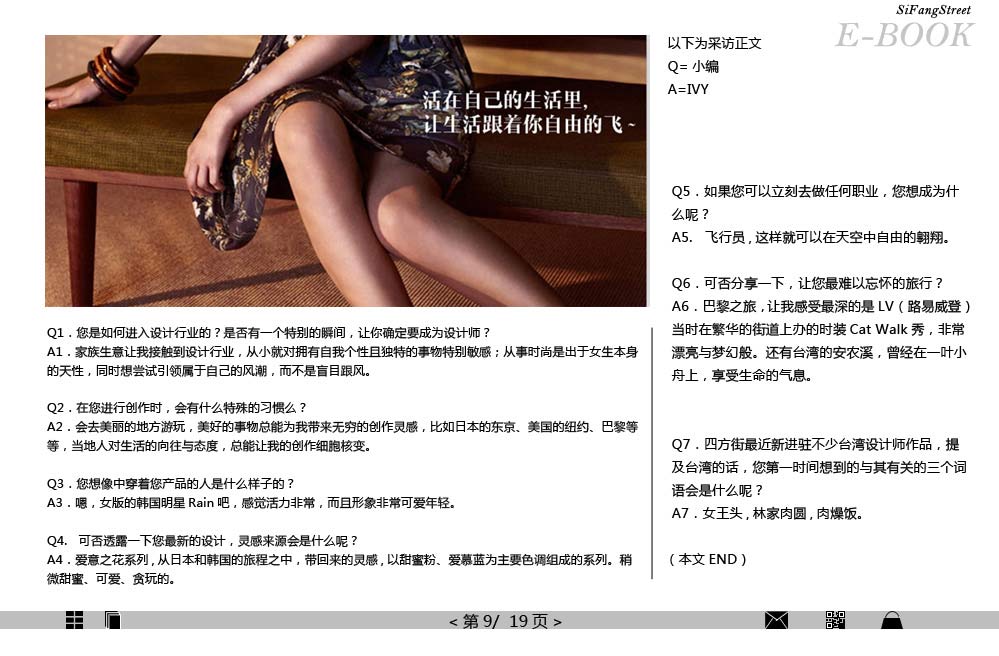 SiFangStreet
E-BOOK
活在自己的生活里，
让生活跟着你自由的飞~
以下为采访正文
Q= 小编
A=IVY
Q1．您是如何进入设计行业的？是否有一个特别的瞬间，让你确定要成为设计师？
A1．家族生意让我接触到设计行业，从小就对拥有自我个性且独特的事物特别敏感；从事时尚是出于女生本身
的天性，同时想尝试引领属于自己的风潮，而不是盲目跟风。
Q2．在您进行创作时，会有什么特殊的习惯么？
A2．会去美丽的地方游玩，美好的事物总能为我带来无穷的创作灵感，比如日本的东京、美国的纽约、巴黎等
等，当地人对生活的向往与态度，总能让我的创作细胞核变。
Q3．您想像中穿着您产品的人是什么样子的？
A3．嗯，女版的韩国明星 Rain 吧，感觉活力非常，而且形象非常可爱年轻。
Q4. 可否透露一下您最新的设计，灵感来源会是什么呢？
A4．爱意之花系列 , 从日本和韩国的旅程之中，带回来的灵感 , 以甜蜜粉、爱慕蓝为主要色调组成的系列。稍
微甜蜜、可爱、贪玩的。
Q5．如果您可以立刻去做任何职业，您想成为什
么呢？
A5. 飞行员 , 这样就可以在天空中自由的翱翔。
Q6．可否分享一下，让您最难以忘怀的旅行？
A6．巴黎之旅 , 让我感受最深的是 LV（路易威登）
当时在繁华的街道上办的时装 Cat Walk 秀，非常
漂亮与梦幻般。还有台湾的安农溪，曾经在一叶小
舟上，享受生命的气息。
Q7．四方街最近新进驻不少台湾设计师作品，提
及台湾的话，您第一时间想到的与其有关的三个词
语会是什么呢？
A7．女王头 , 林家肉圆 , 肉燥饭。
（本文 END）
< 第 9/ 19 页 >